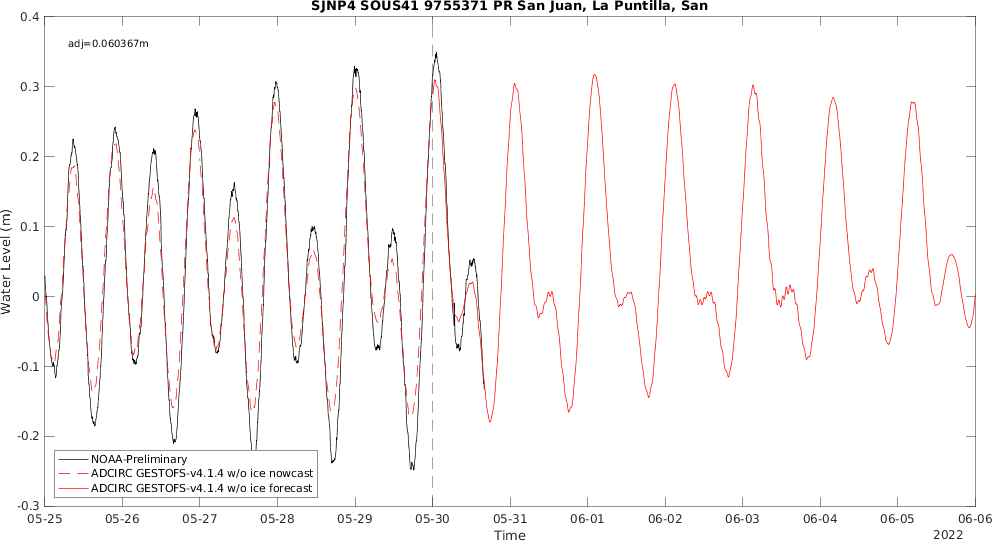 SJNP4 SOUS41 9755371 PR San Juan, La Puntilla, San
adj=0.060367m
Water Level (m)
0.4
0.3
0.2
0.1
0
-0.1
-0.2
-0.3
NOAA-Preliminary
ADCIRC GESTOFS-v4.1.4 w/o ice nowcast
ADCIRC GESTOFS-v4.1.4 w/o ice forecast
05-25 05-26 05-27 05-28 05-29 05-30 05-31 06-01 06-02 06-03 06-04 06-05 06-06
Time
2022